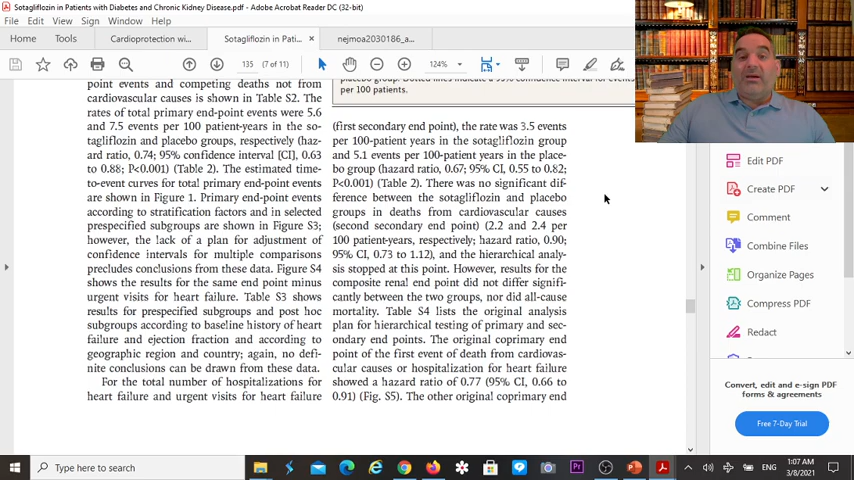 Sotagliflozin in Patients with Diabetes and Chronic Kidney Disease.pdf - Adobe Acrobat Reader DC (32-bit)
File Edit View Sign Window Help
Home Tools Cardioprotection wi... Sotagliflozin in Pati... × nejmoa2030186_a...
135 (7 of 11) 124%
point events and competing deaths not from
cardiovascular causes is shown in Table S2. The
rates of total primary end-point events were 5.6
and 7.5 events per 100 patient-years in the so-
tagliflozin and placebo groups, respectively (haz-
ard ratio, 0.74; 95% confidence interval [CI], 0.63
to 0.88; P<0.001) (Table 2). The estimated time-
to-event curves for total primary end-point events
are shown in Figure 1. Primary end-point events
according to stratification factors and in selected
prespecified subgroups are shown in Figure S3;
however, the lack of a plan for adjustment of
confidence intervals for multiple comparisons
precludes conclusions from these data. Figure S4
shows the results for the same end point minus
urgent visits for heart failure. Table S3 shows
results for prespecified subgroups and post hoc
subgroups according to baseline history of heart
failure and ejection fraction and according to
geographic region and country; again, no defi-
nite conclusions can be drawn from these data.
For the total number of hospitalizations for
heart failure and urgent visits for heart failure
placebo group. Dotted lines indicate a 95% confidence interval for events
per 100 patients.
(first secondary end point), the rate was 3.5 events
per 100-patient years in the sotagliflozin group
and 5.1 events per 100-patient years in the place-
bo group (hazard ratio, 0.67; 95% CI, 0.55 to 0.82;
P<0.001) (Table 2). There was no significant dif-
ference between the sotagliflozin and placebo
groups in deaths from cardiovascular causes
(second secondary end point) (2.2 and 2.4 per
100 patient-years, respectively; hazard ratio, 0.90;
95% CI, 0.73 to 1.12), and the hierarchical analy-
sis stopped at this point. However, results for the
composite renal end point did not differ signifi-
cantly between the two groups, nor did all-cause
mortality. Table S4 lists the original analysis
plan for hierarchical testing of primary and sec-
ondary end points. The original coprimary end
point of the first event of death from cardiovas-
cular causes or hospitalization for heart failure
showed a hazard ratio of 0.77 (95% CI, 0.66 to
0.91) (Fig. S5). The other original coprimary end
Edit PDF
Create PDF
Comment
Combine Files
Organize Pages
Compress PDF
Redact
Convert, edit and e-sign PDF
forms & agreements
Free 7-Day Trial
Type here to search
ENG
1:07 AM
3/8/2021